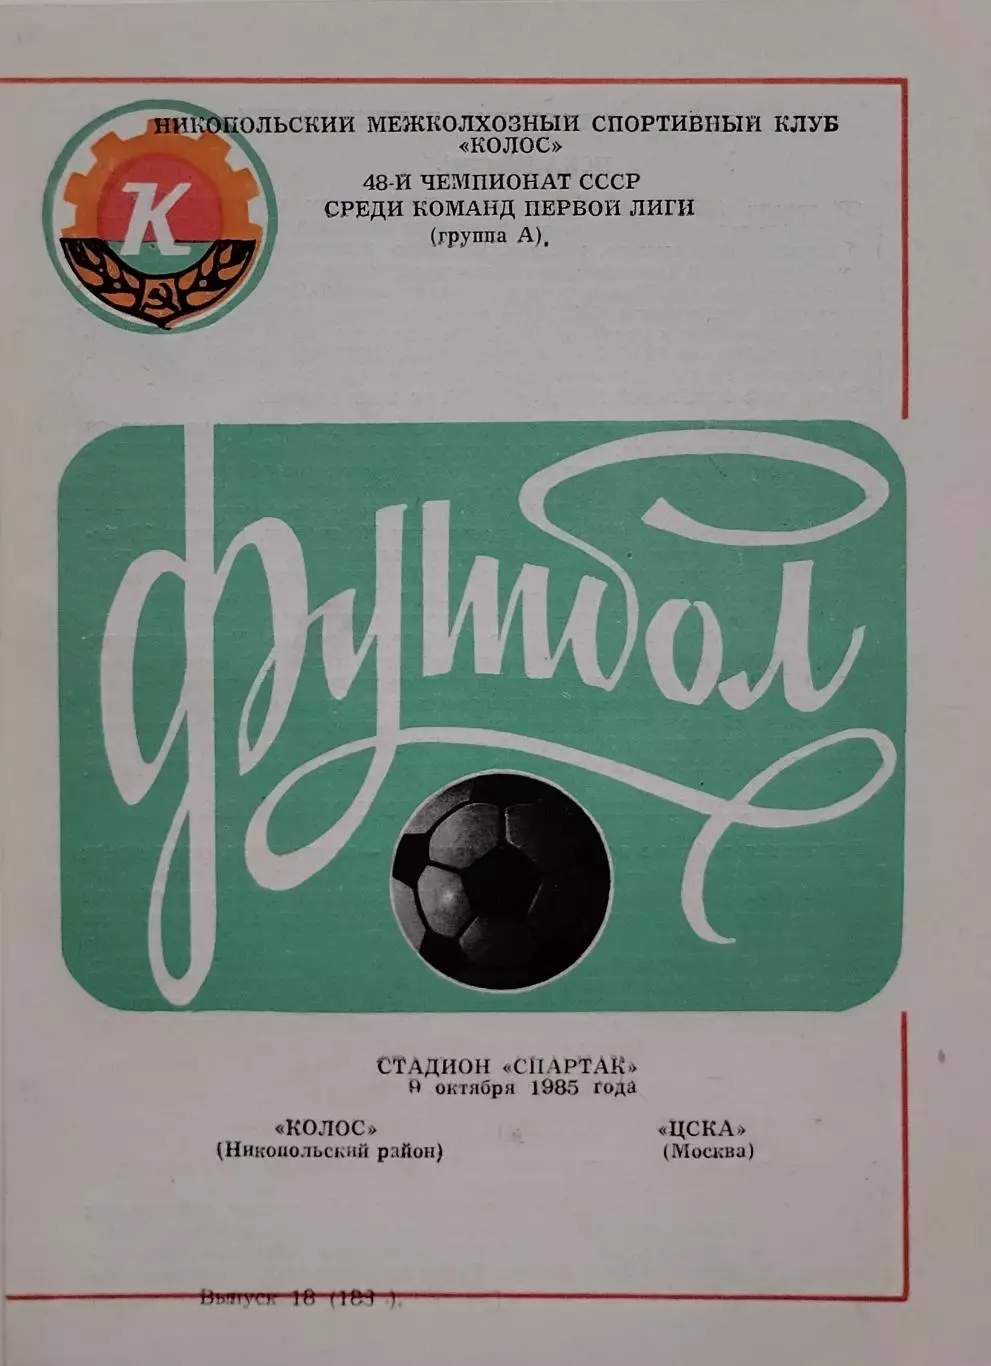 НИКОПОЛЬСКИЙ МЕЖКОЛХОЗНЫЙ СПОРТИВНЫЙ КЛУБ
«КОЛОС»
48-Й ЧЕМПИОНАТ СССР
СРЕДИ КОМАНД ПЕРВОЙ ЛИГИ
(группа А).
К
футбол
СТАДИОН «СПАРТАК»
9 октября 1985 года
«КОЛОС» «ЦСКА»
(Никопольский район) (Москва)
Выпуск 18